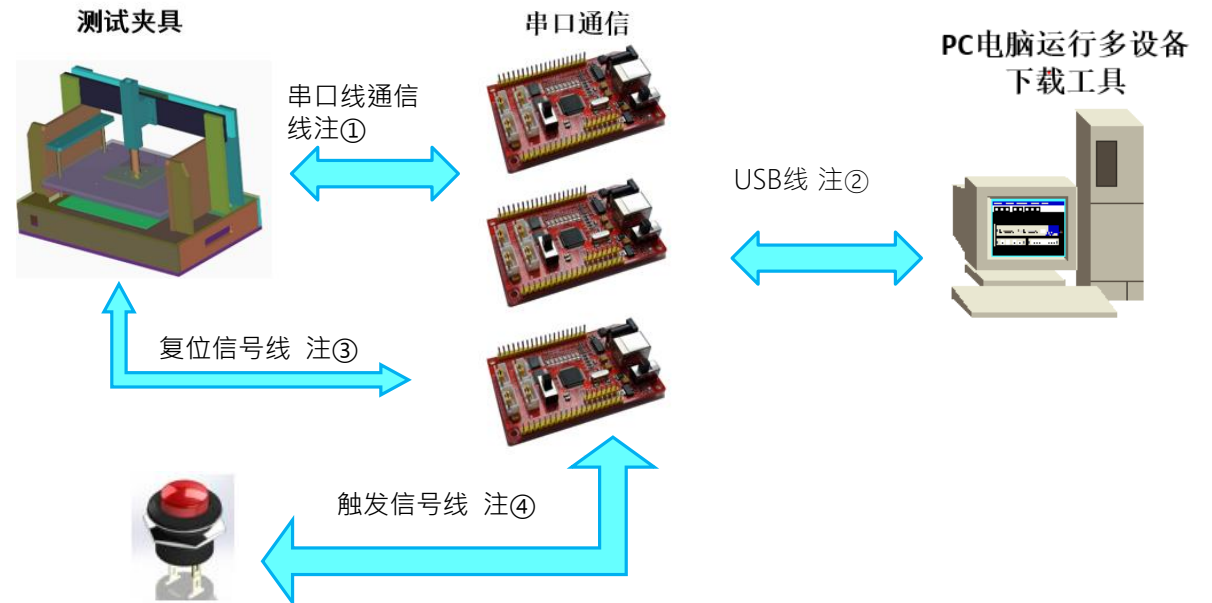 测试夹具
串口通信
PC电脑运行多设备
下载工具
串口线通信
线注①
USB线 注②
复位信号线 注③
触发信号线 注④